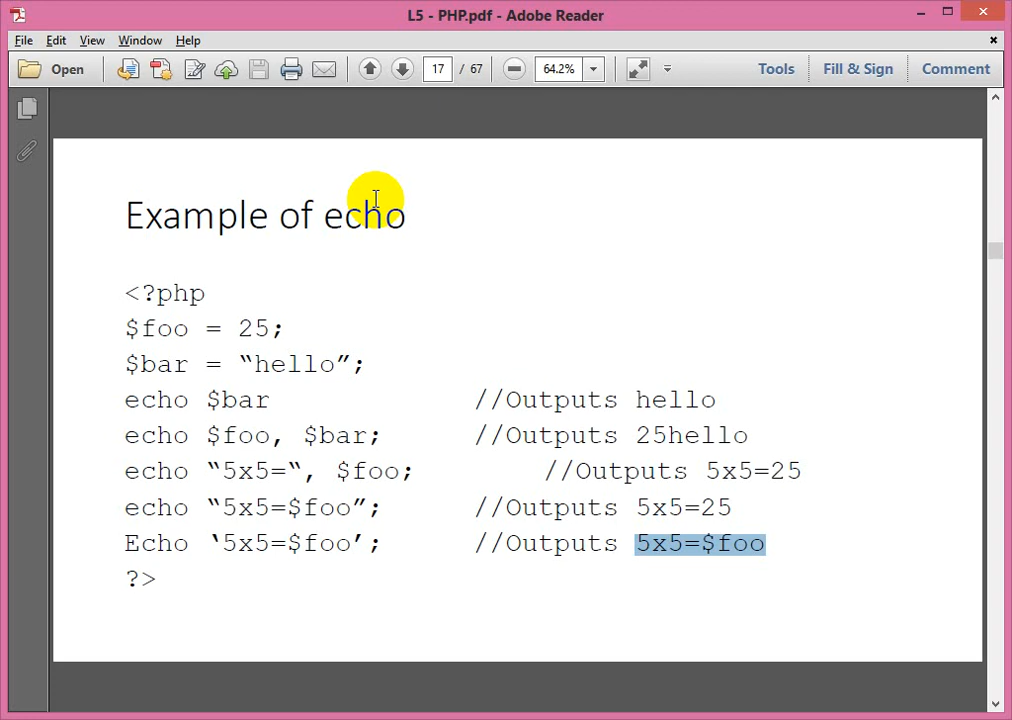 L5 - PHP.pdf - Adobe Reader
File Edit View Window Help
Open 17 / 67 64.2% Tools Fill & Sign Comment
Example of echo
<?php
$foo = 25;
$bar = “hello”;
echo $bar //Outputs hello
echo $foo, $bar; //Outputs 25hello
echo “5x5=“, $foo; //Outputs 5x5=25
echo “5x5=$foo”; //Outputs 5x5=25
Echo ‘5x5=$foo’; //Outputs 5x5=$foo
?>